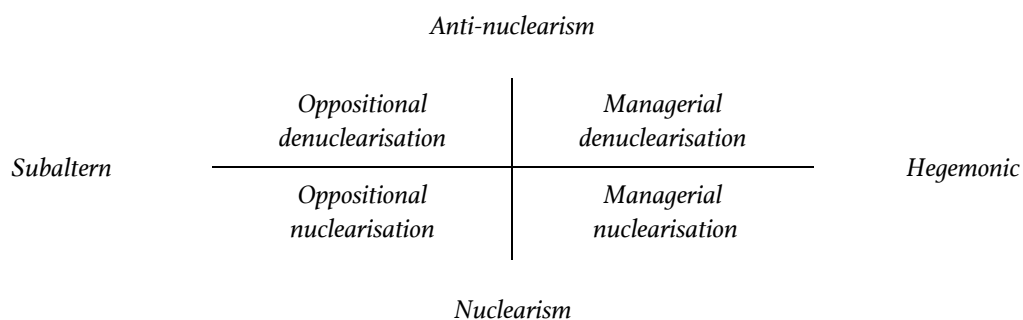 Anti-nuclearism
Oppositional
denuclearisation
Managerial
denuclearisation
Subaltern
Hegemonic
Oppositional
nuclearisation
Managerial
nuclearisation
Nuclearism